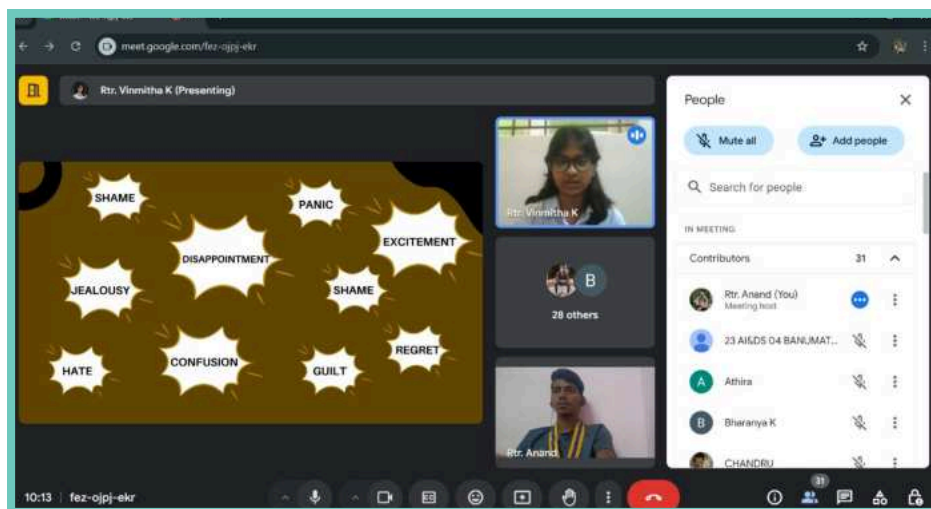 meet.google.com/fez-ojpj-ekr
Rtr. Vinmitha K (Presenting)
SHAME
PANIC
EXCITEMENT
DISAPPOINTMENT
JEALOUSY
SHAME
HATE
CONFUSION
GUILT
REGRET
Rtr. Vinmitha K
B
28 others
Rtr. Anand
People
Mute all
Add people
Search for people
IN MEETING
Contributors 31
Rtr. Anand (You)
Meeting host
23 AI&DS 04 BANUMAT...
A Athira
B Bharanya K
CHANDRU
10:13 | fez-ojpj-ekr
CC
31